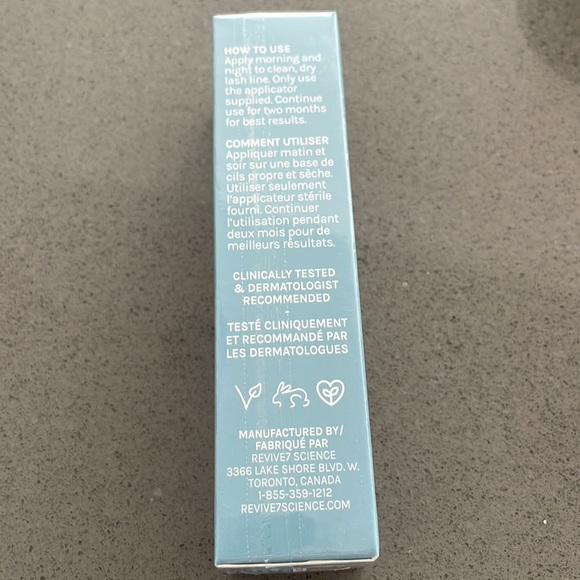 HOW TO USE
Apply morning and
night to clean, dry
lash line. Only use
the applicator
supplied. Continue
use for two months
for best results.
COMMENT UTILISER
Appliquer matin et
soir sur une base de
cils propre et sèche.
Utiliser seulement
l'applicateur stérile
fourni. Continuer
l'utilisation pendant
deux mois pour de
meilleurs résultats.
CLINICALLY TESTED
& DERMATOLOGIST
RECOMMENDED
TESTÉ CLINIQUEMENT
ET RECOMMANDÉ PAR
LES DERMATOLOGUES
MANUFACTURED BY/
FABRIQUÉ PAR
REVIVE7 SCIENCE
3366 LAKE SHORE BLVD. W.
TORONTO, CANADA
1-855-359-1212
REVIVE7SCIENCE.COM